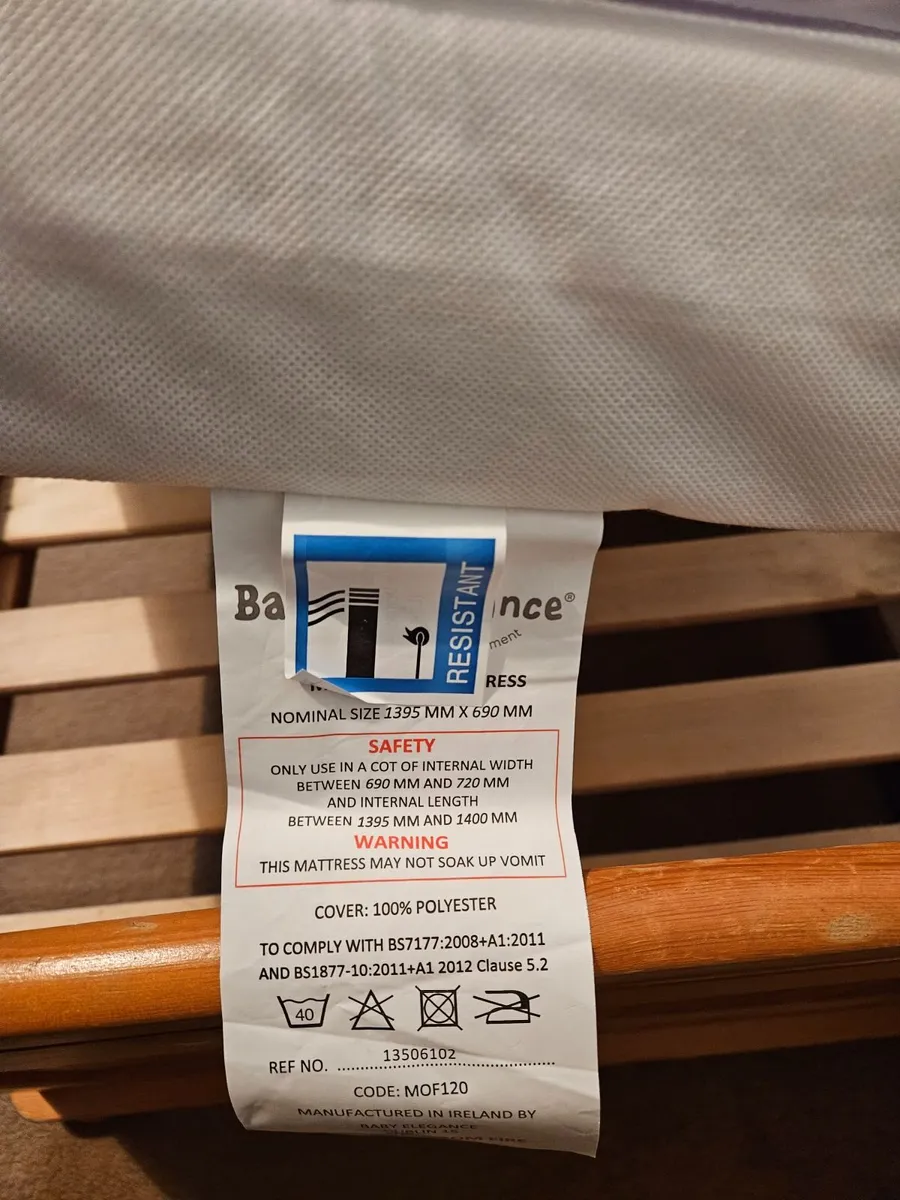 Ba nce®
ment
RESISTANT
RESS
NOMINAL SIZE 1395 MM X 690 MM
SAFETY
ONLY USE IN A COT OF INTERNAL WIDTH
BETWEEN 690 MM AND 720 MM
AND INTERNAL LENGTH
BETWEEN 1395 MM AND 1400 MM
WARNING
THIS MATTRESS MAY NOT SOAK UP VOMIT
COVER: 100% POLYESTER
TO COMPLY WITH BS7177:2008+A1:2011
AND BS1877-10:2011+A1 2012 Clause 5.2
40
REF NO. 13506102
CODE: MOF120
MANUFACTURED IN IRELAND BY
BABY ELEGANCE
DUBLIN 15
FIRE